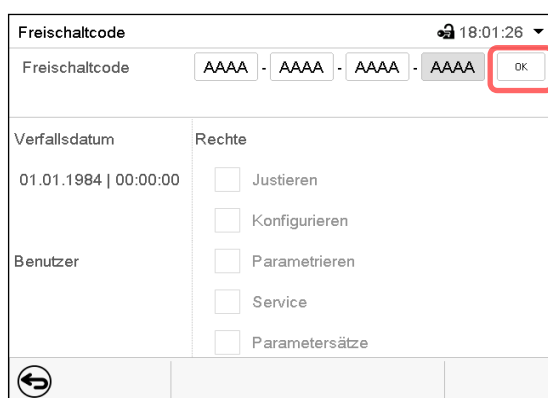 Freischaltcode 18:01:26
Freischaltcode AAAA - AAAA - AAAA - AAAA OK
Verfallsdatum Rechte
01.01.1984 | 00:00:00 Justieren
Konfigurieren
Benutzer Parametrieren
Service
Parametersätze